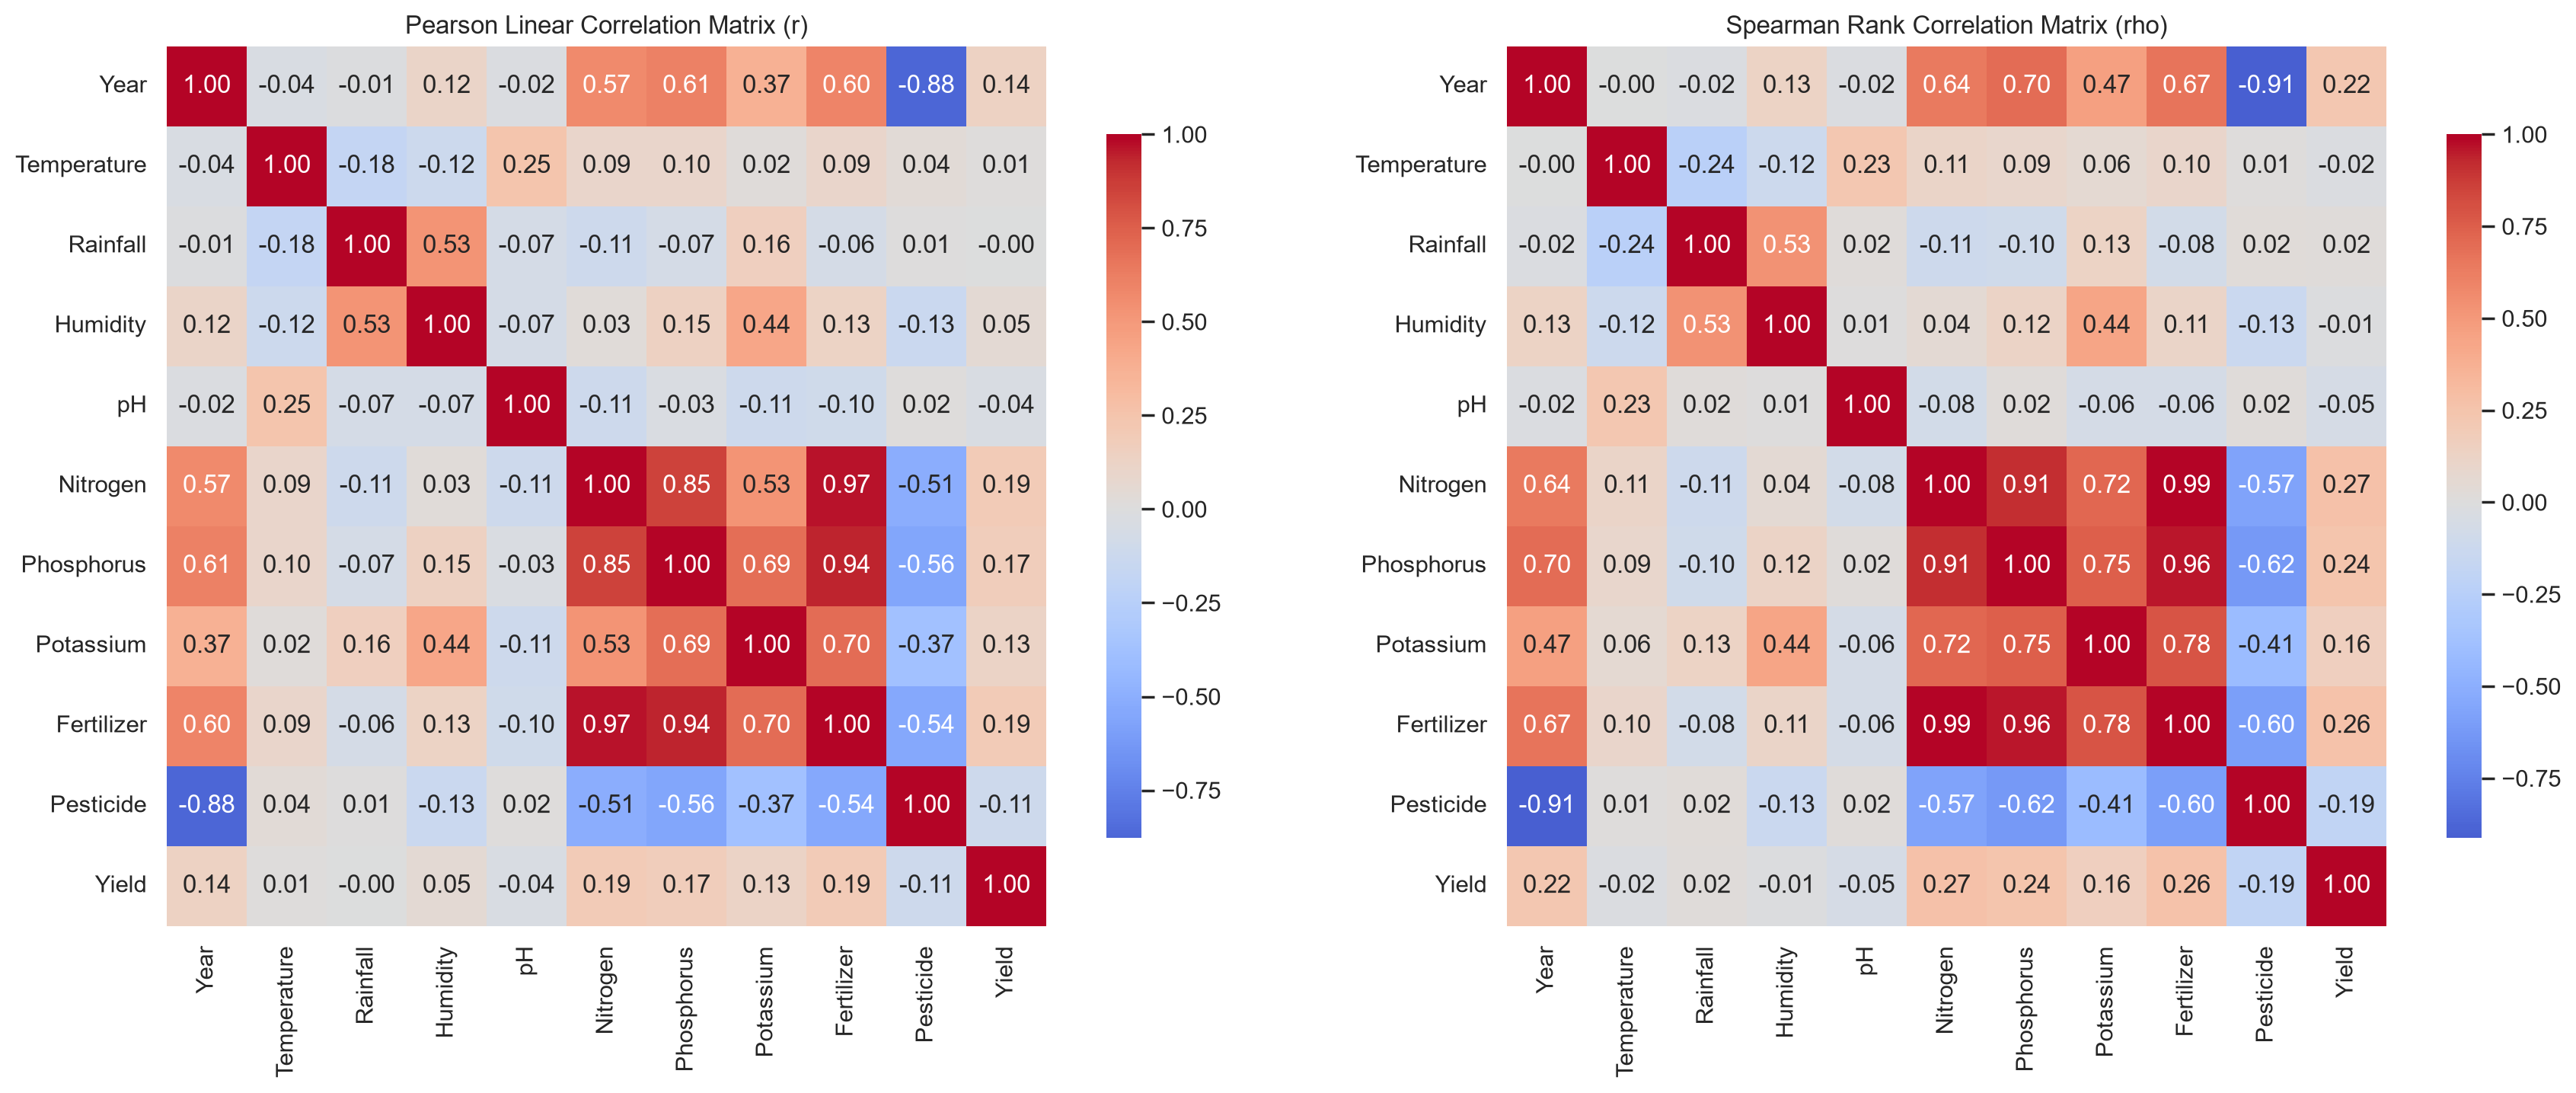 Pearson Linear Correlation Matrix (r)
Year 1.00 -0.04 -0.01 0.12 -0.02 0.57 0.61 0.37 0.60 -0.88 0.14
Temperature -0.04 1.00 -0.18 -0.12 0.25 0.09 0.10 0.02 0.09 0.04 0.01
Rainfall -0.01 -0.18 1.00 0.53 -0.07 -0.11 -0.07 0.16 -0.06 0.01 -0.00
Humidity 0.12 -0.12 0.53 1.00 -0.07 0.03 0.15 0.44 0.13 -0.13 0.05
pH -0.02 0.25 -0.07 -0.07 1.00 -0.11 -0.03 -0.11 -0.10 0.02 -0.04
Nitrogen 0.57 0.09 -0.11 0.03 -0.11 1.00 0.85 0.53 0.97 -0.51 0.19
Phosphorus 0.61 0.10 -0.07 0.15 -0.03 0.85 1.00 0.69 0.94 -0.56 0.17
Potassium 0.37 0.02 0.16 0.44 -0.11 0.53 0.69 1.00 0.70 -0.37 0.13
Fertilizer 0.60 0.09 -0.06 0.13 -0.10 0.97 0.94 0.70 1.00 -0.54 0.19
Pesticide -0.88 0.04 0.01 -0.13 0.02 -0.51 -0.56 -0.37 -0.54 1.00 -0.11
Yield 0.14 0.01 -0.00 0.05 -0.04 0.19 0.17 0.13 0.19 -0.11 1.00
Year Temperature Rainfall Humidity pH Nitrogen Phosphorus Potassium Fertilizer Pesticide Yield
1.00
0.75
0.50
0.25
0.00
−0.25
−0.50
−0.75
Spearman Rank Correlation Matrix (rho)
Year 1.00 -0.00 -0.02 0.13 -0.02 0.64 0.70 0.47 0.67 -0.91 0.22
Temperature -0.00 1.00 -0.24 -0.12 0.23 0.11 0.09 0.06 0.10 0.01 -0.02
Rainfall -0.02 -0.24 1.00 0.53 0.02 -0.11 -0.10 0.13 -0.08 0.02 0.02
Humidity 0.13 -0.12 0.53 1.00 0.01 0.04 0.12 0.44 0.11 -0.13 -0.01
pH -0.02 0.23 0.02 0.01 1.00 -0.08 0.02 -0.06 -0.06 0.02 -0.05
Nitrogen 0.64 0.11 -0.11 0.04 -0.08 1.00 0.91 0.72 0.99 -0.57 0.27
Phosphorus 0.70 0.09 -0.10 0.12 0.02 0.91 1.00 0.75 0.96 -0.62 0.24
Potassium 0.47 0.06 0.13 0.44 -0.06 0.72 0.75 1.00 0.78 -0.41 0.16
Fertilizer 0.67 0.10 -0.08 0.11 -0.06 0.99 0.96 0.78 1.00 -0.60 0.26
Pesticide -0.91 0.01 0.02 -0.13 0.02 -0.57 -0.62 -0.41 -0.60 1.00 -0.19
Yield 0.22 -0.02 0.02 -0.01 -0.05 0.27 0.24 0.16 0.26 -0.19 1.00
Year Temperature Rainfall Humidity pH Nitrogen Phosphorus Potassium Fertilizer Pesticide Yield
1.00
0.75
0.50
0.25
0.00
−0.25
−0.50
−0.75